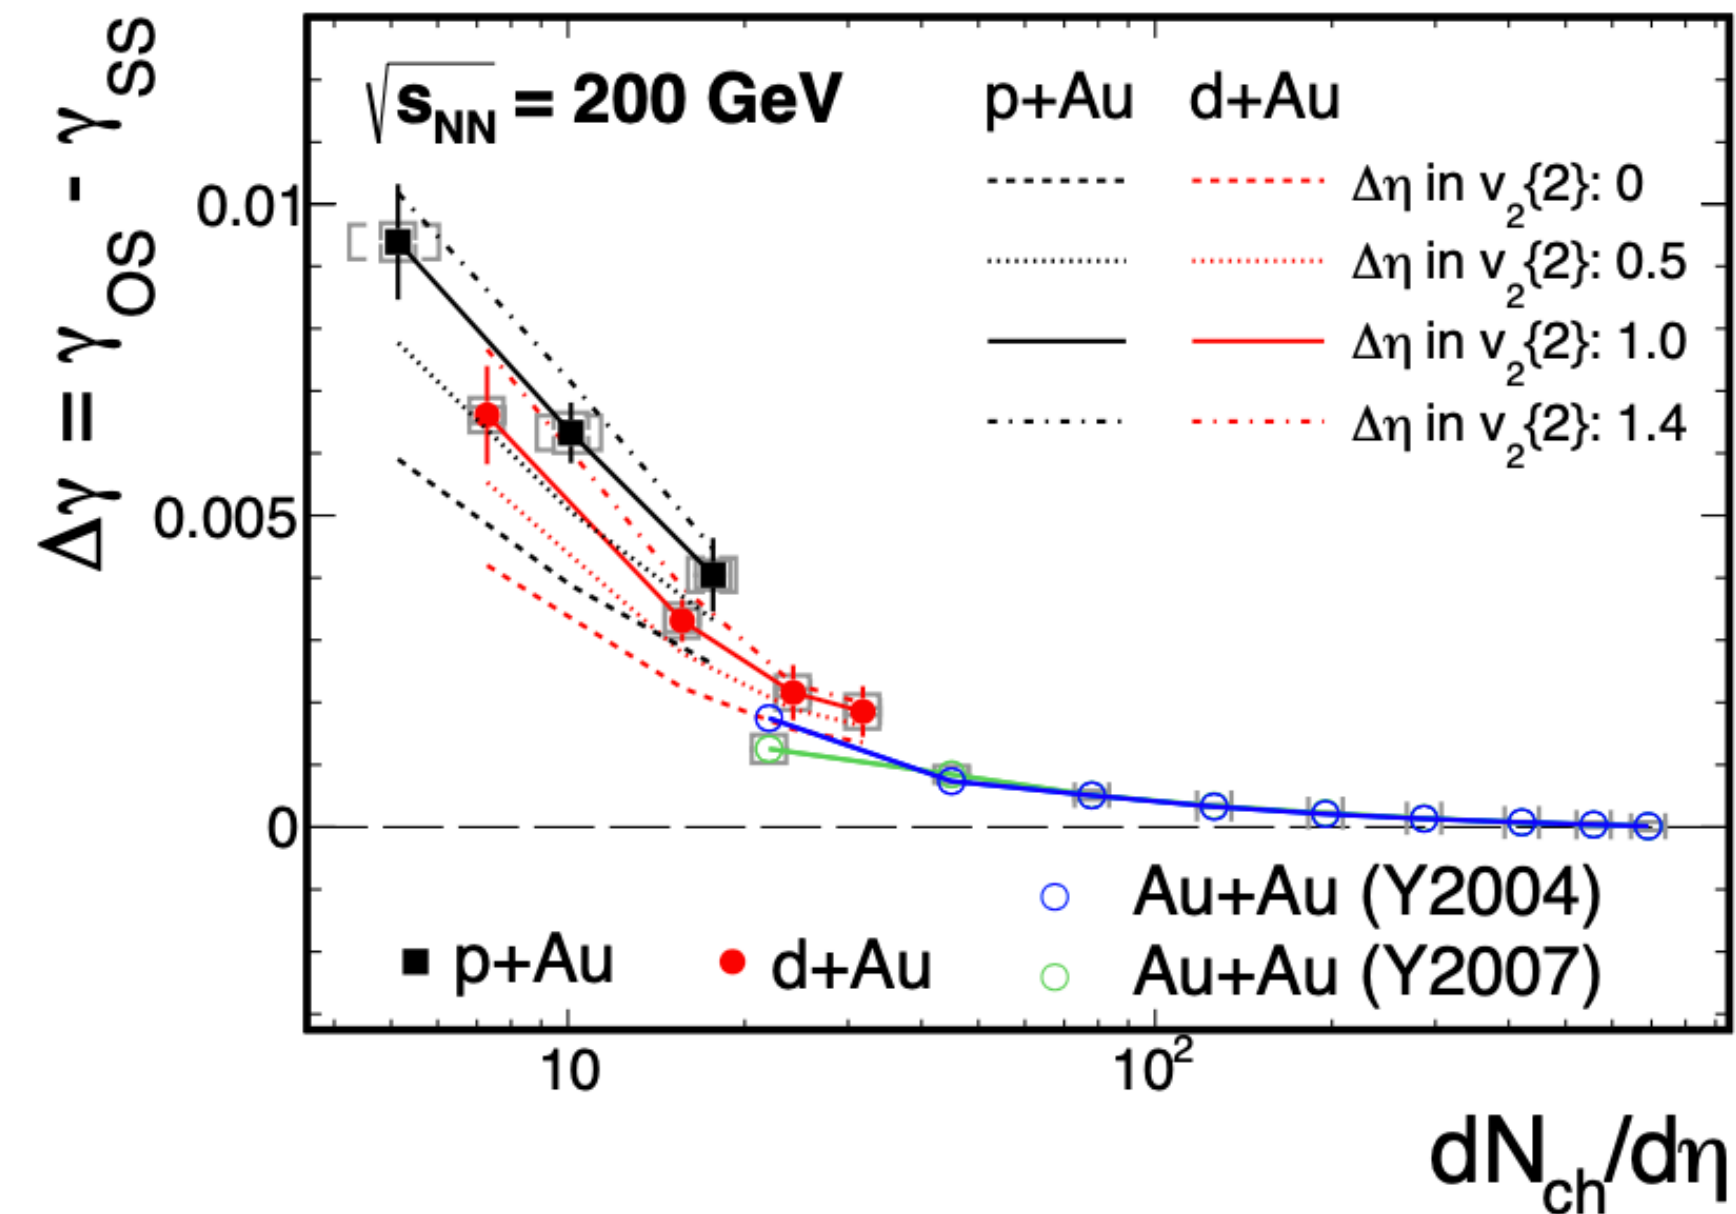 Δγ ≡ γOS - γSS
√sNN = 200 GeV
p+Au d+Au
Δη in v2{2}: 0
Δη in v2{2}: 0.5
Δη in v2{2}: 1.0
Δη in v2{2}: 1.4
0.01
0.005
0
Au+Au (Y2004)
p+Au d+Au
Au+Au (Y2007)
10 10²
dNch/dη